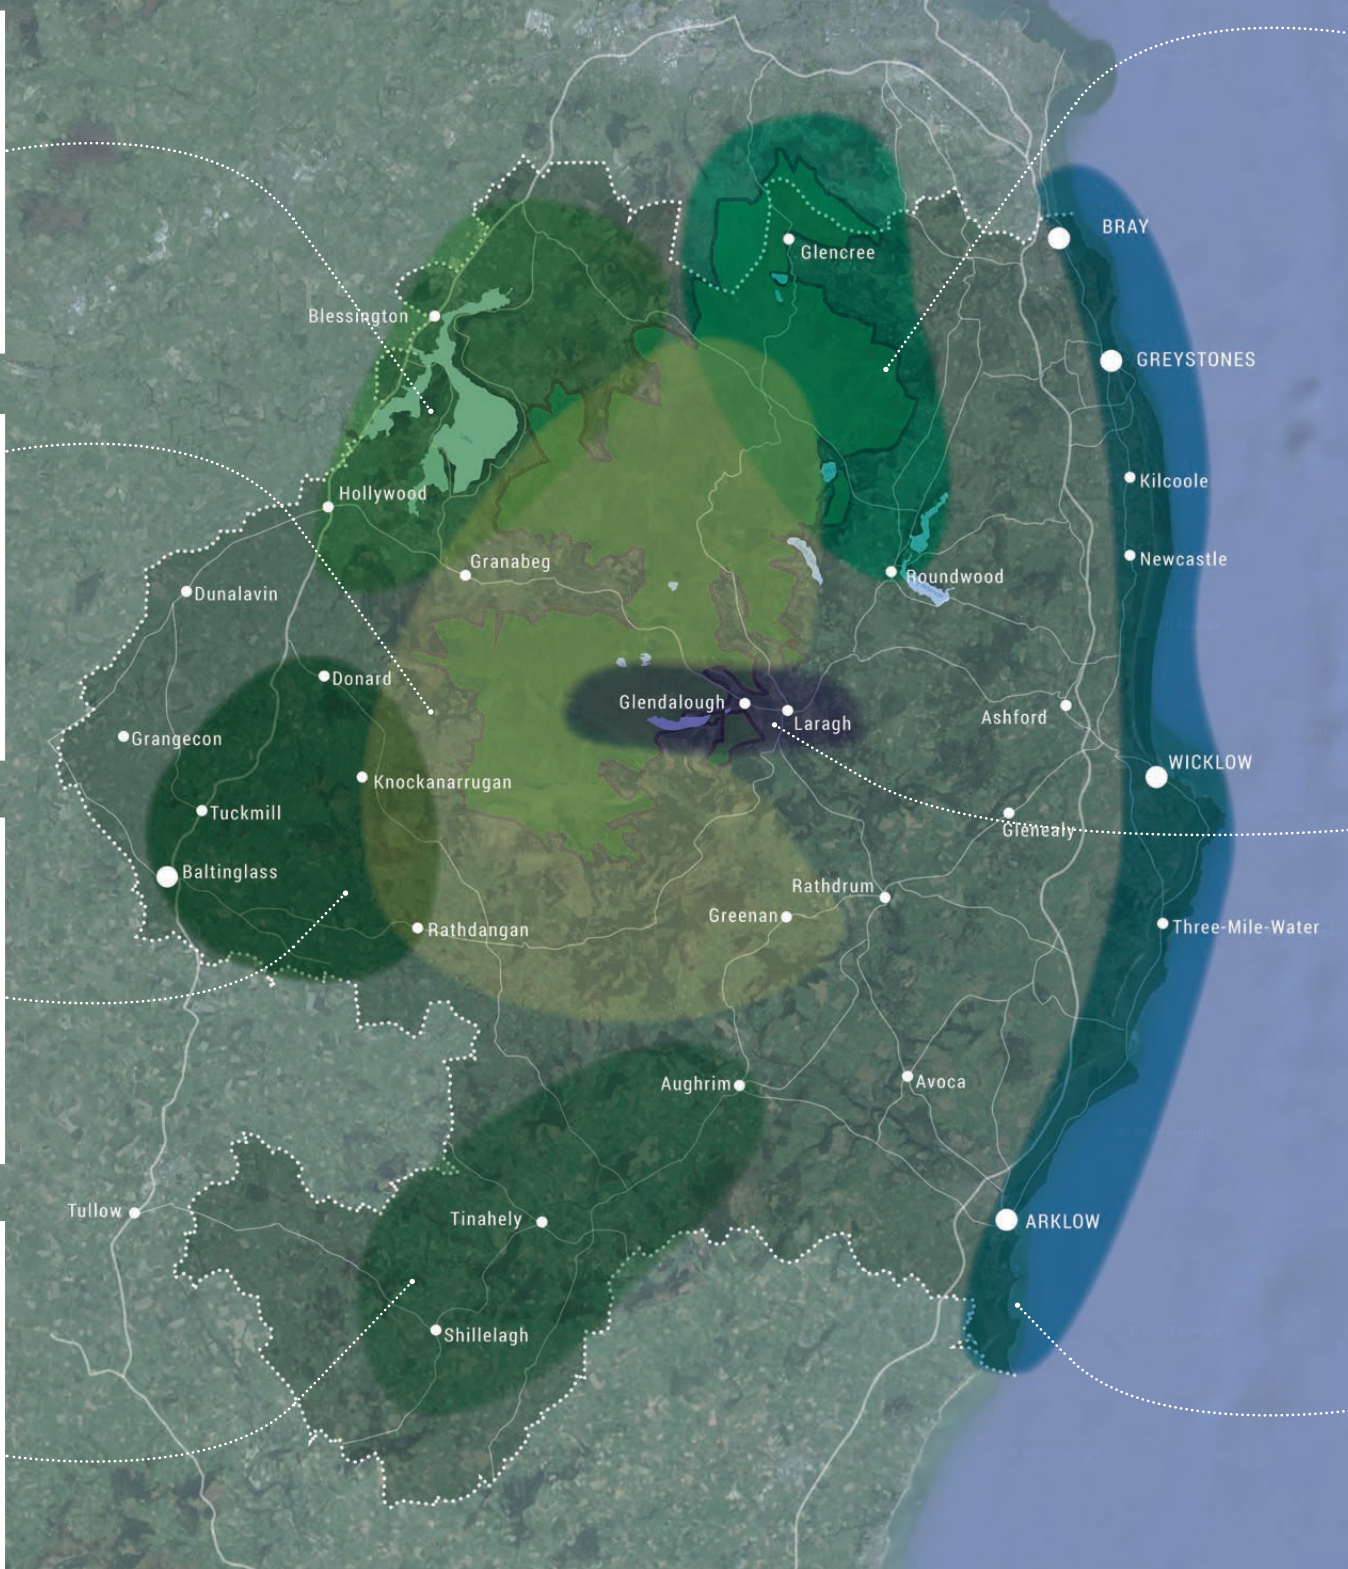 BRAY
Glencree
Blessington
GREYSTONES
Kilcoole
Hollywood
Newcastle
Granabeg
Roundwood
Dunalavin
Donard
Glendalough
Laragh
Ashford
Grangecon
WICKLOW
Knockanarrugan
Tuckmill
Glenealy
Baltinglass
Rathdrum
Greenan
Three-Mile-Water
Rathdangan
Aughrim
Avoca
Tullow
Tinahely
ARKLOW
Shillelagh